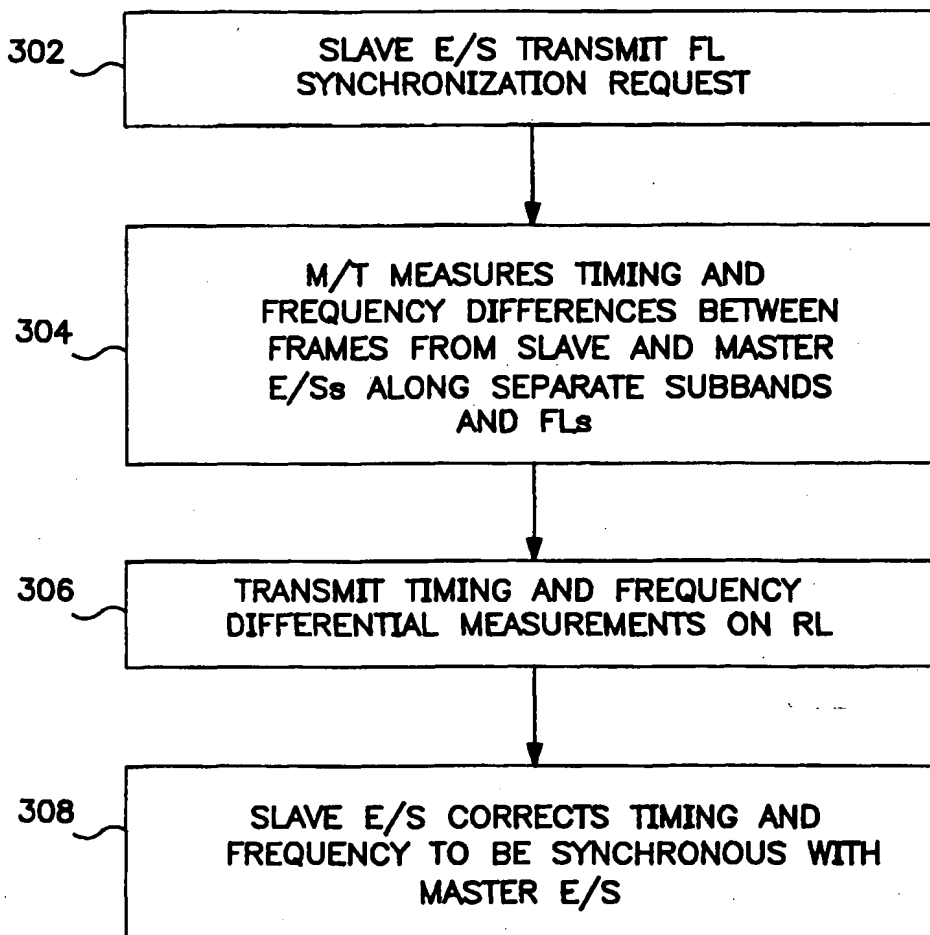 302
SLAVE E/S TRANSMIT FL
SYNCHRONIZATION REQUEST
304
M/T MEASURES TIMING AND
FREQUENCY DIFFERENCES BETWEEN
FRAMES FROM SLAVE AND MASTER
E/Ss ALONG SEPARATE SUBBANDS
AND FLs
306
TRANSMIT TIMING AND FREQUENCY
DIFFERENTIAL MEASUREMENTS ON RL
308
SLAVE E/S CORRECTS TIMING AND
FREQUENCY TO BE SYNCHRONOUS WITH
MASTER E/S